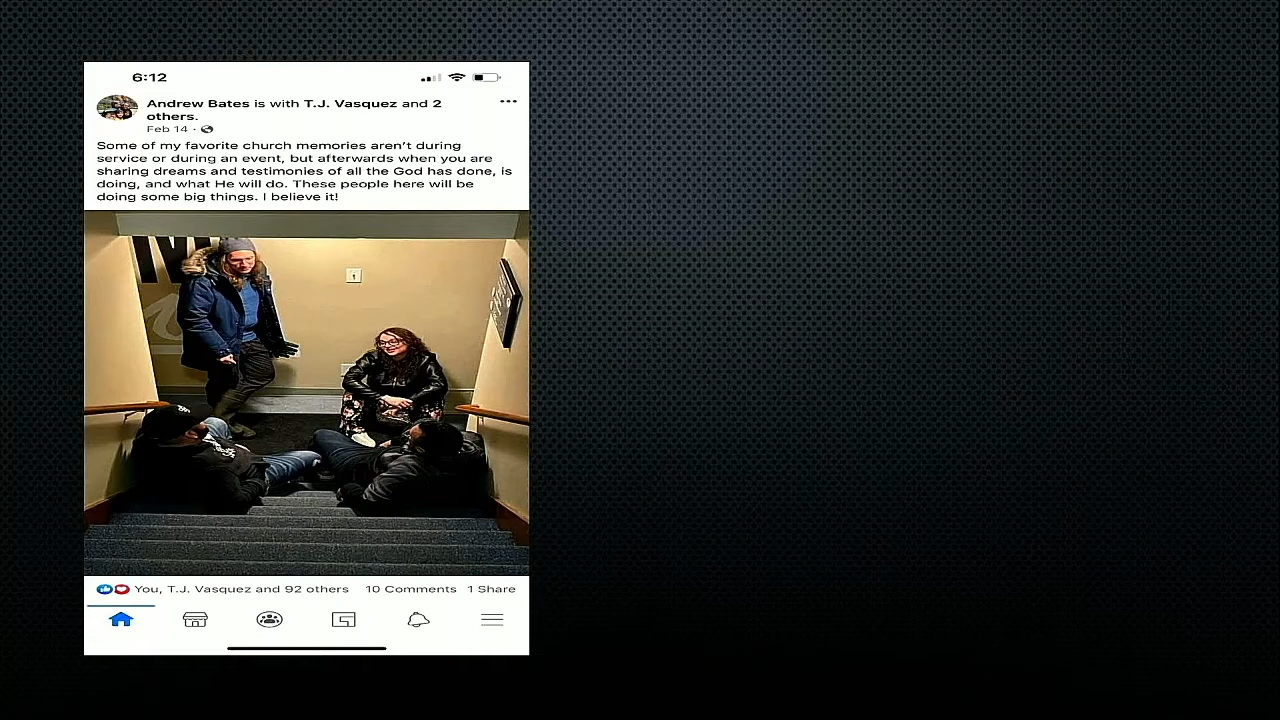 6:12
Andrew Bates is with T.J. Vasquez and 2
others.
Feb 14 ·
Some of my favorite church memories aren't during
service or during an event, but afterwards when you are
sharing dreams and testimonies of all the God has done, is
doing, and what He will do. These people here will be
doing some big things. I believe it!
You, T.J. Vasquez and 92 others 10 Comments 1 Share